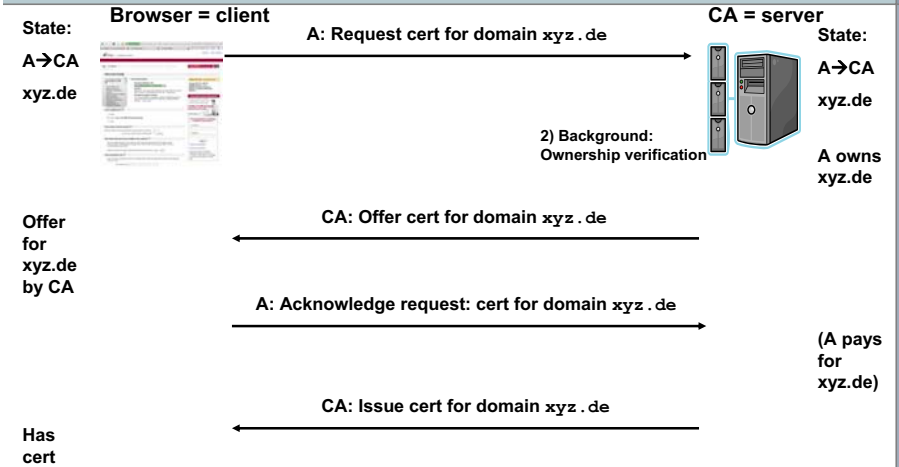 Browser = client
CA = server
State:
A: Request cert for domain xyz.de
State:
A→CA
A→CA
xyz.de
xyz.de
2) Background:
Ownership verification
A owns
xyz.de
Offer
for
xyz.de
by CA
CA: Offer cert for domain xyz.de
A: Acknowledge request: cert for domain xyz.de
(A pays
for
xyz.de)
CA: Issue cert for domain xyz.de
Has
cert